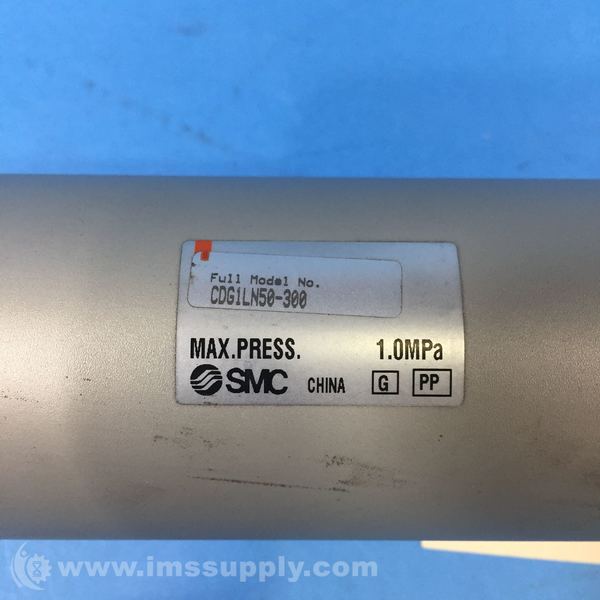 Full Model No.
CDG1LN50-300
MAX.PRESS. 1.0MPa
SMC CHINA G PP
www.imssupply.com